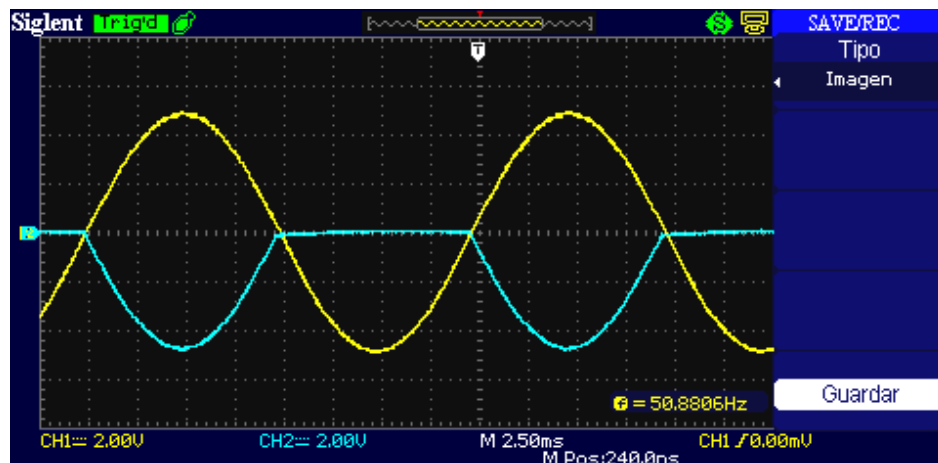 Siglent Trig'd SAVE/REC
Tipo
Imagen
T
f = 50.8806Hz
Guardar
CH1 2.00V CH2 2.00V M 2.50ms CH1 0.00mV
M Pos:240.0ns